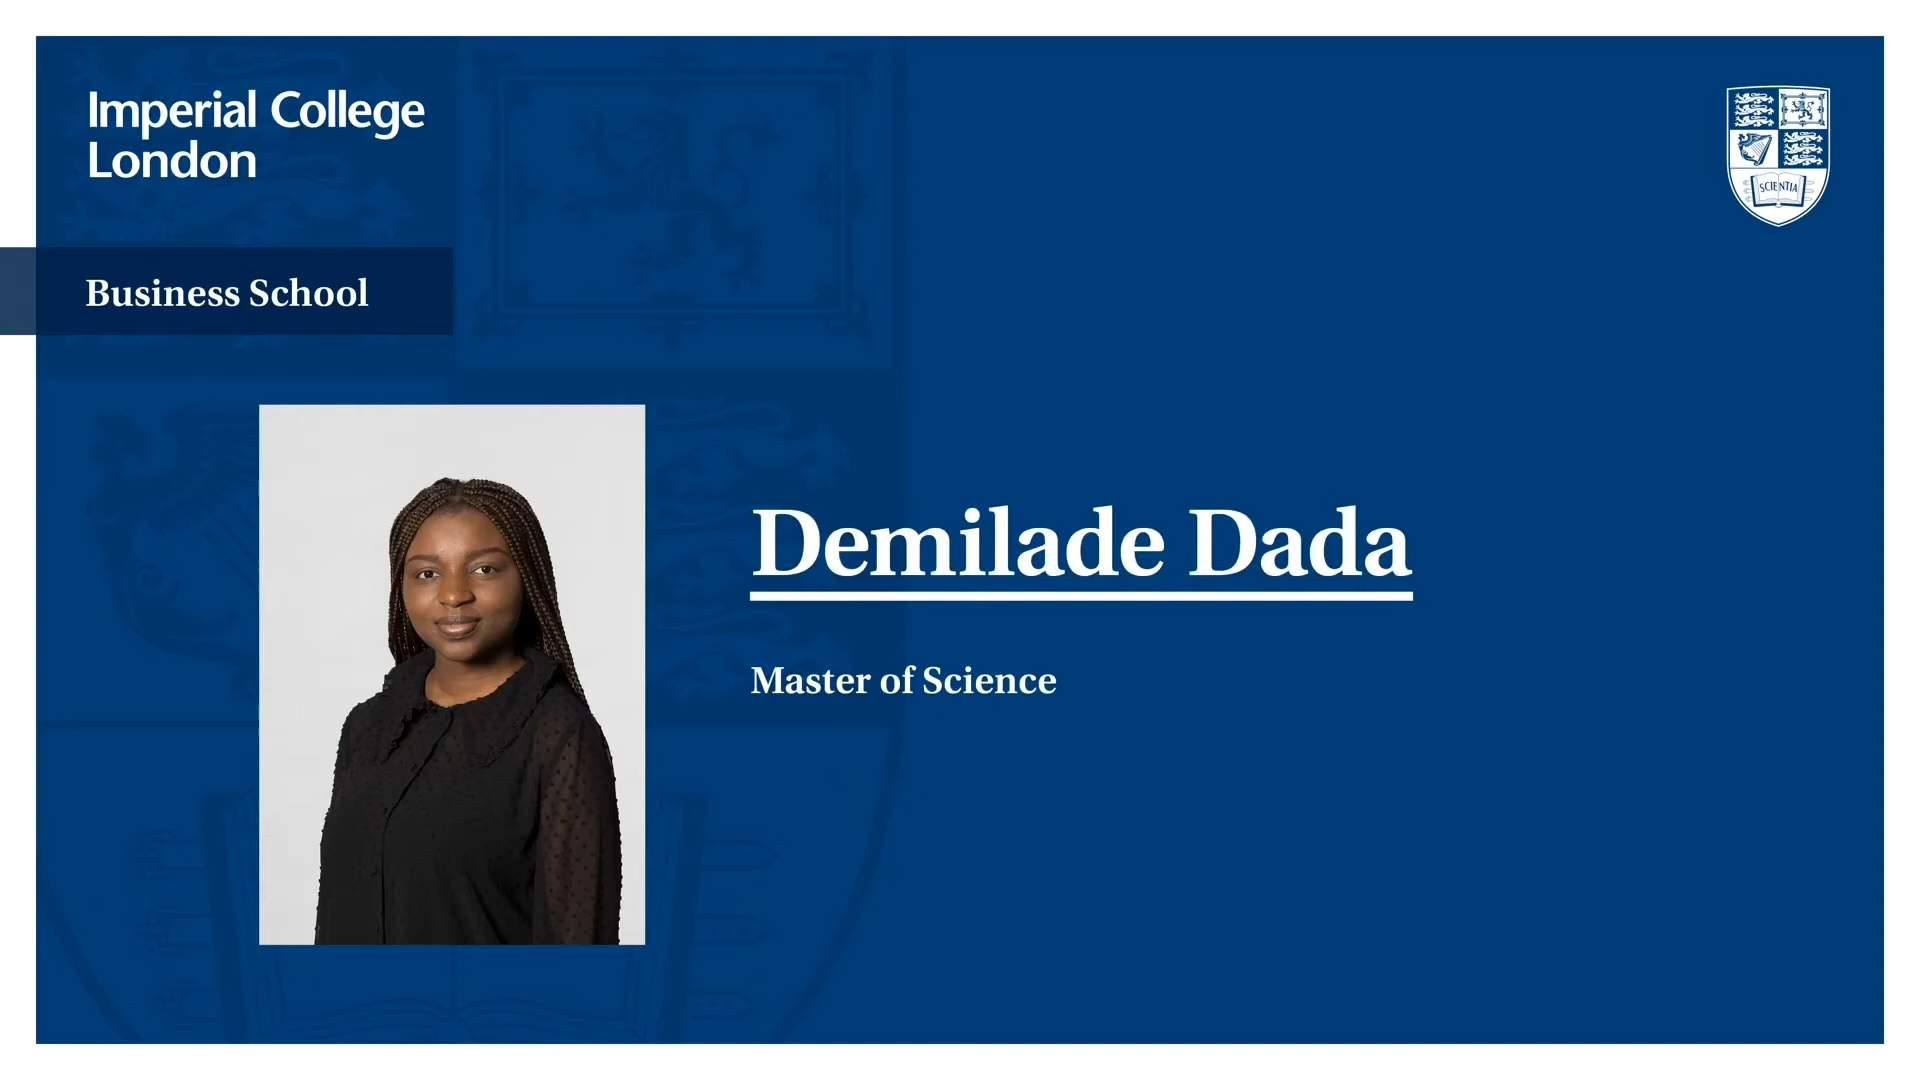 Imperial College
London
Business School
SCIENTIA
Demilade Dada
Master of Science